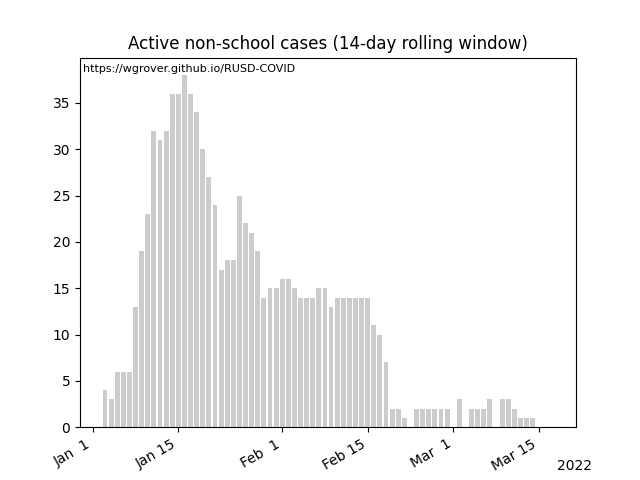 Active non-school cases (14-day rolling window)
https://wgrover.github.io/RUSD-COVID
35
30
25
20
15
10
5
0
Jan 1
Jan 15
Feb 1
Feb 15
Mar 1
Mar 15
2022